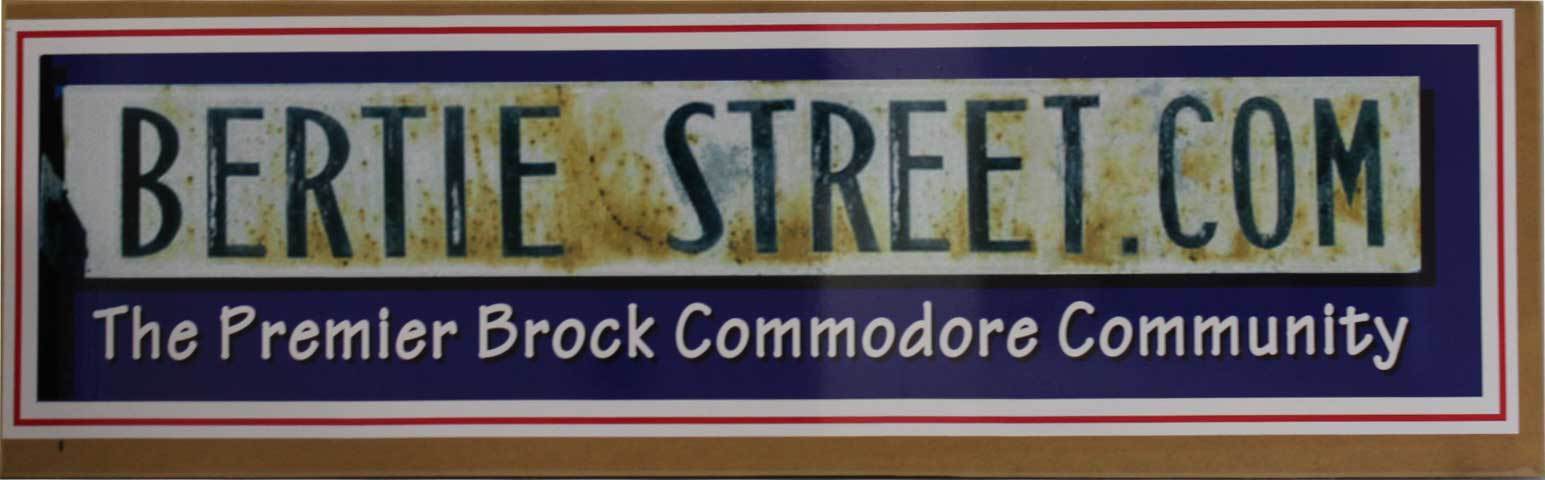 BERTIE STREET.COM
The Premier Brock Commodore Community